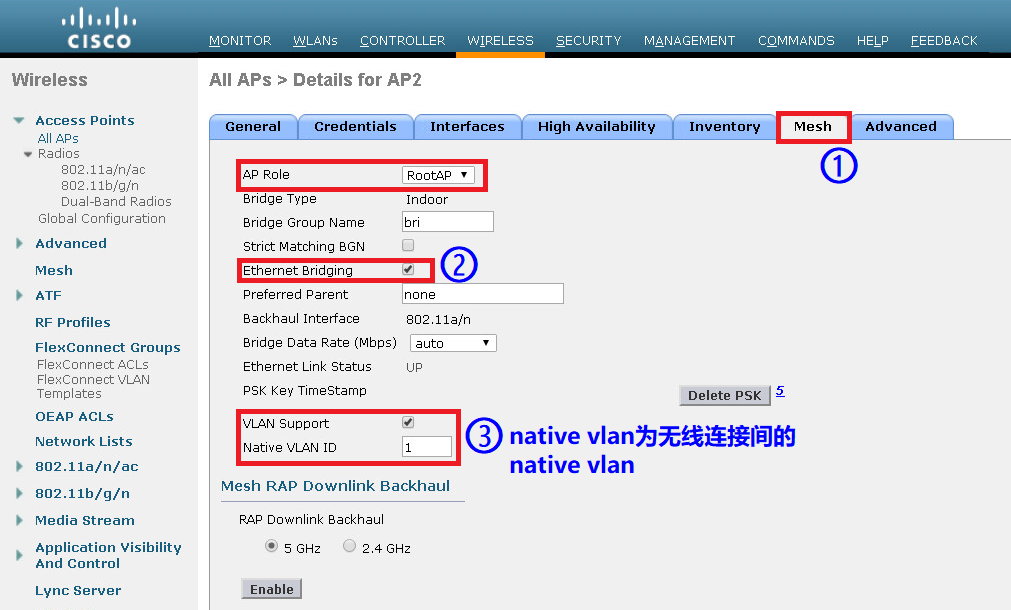 CISCO
MONITOR WLANs CONTROLLER WIRELESS SECURITY MANAGEMENT COMMANDS HELP FEEDBACK
Wireless
Access Points
All APs
Radios
802.11a/n/ac
802.11b/g/n
Dual-Band Radios
Global Configuration
Advanced
Mesh
ATF
RF Profiles
FlexConnect Groups
FlexConnect ACLs
FlexConnect VLAN
Templates
OEAP ACLs
Network Lists
802.11a/n/ac
802.11b/g/n
Media Stream
Application Visibility
And Control
Lync Server
All APs > Details for AP2
General Credentials Interfaces High Availability Inventory Mesh Advanced
①
AP Role RootAP
Bridge Type Indoor
Bridge Group Name bri
Strict Matching BGN
Ethernet Bridging ②
Preferred Parent none
Backhaul Interface 802.11a/n
Bridge Data Rate (Mbps) auto
Ethernet Link Status UP
PSK Key TimeStamp Delete PSK 5
VLAN Support
Native VLAN ID 1
③ native vlan为无线连接间的
native vlan
Mesh RAP Downlink Backhaul
RAP Downlink Backhaul
5 GHz 2.4 GHz
Enable